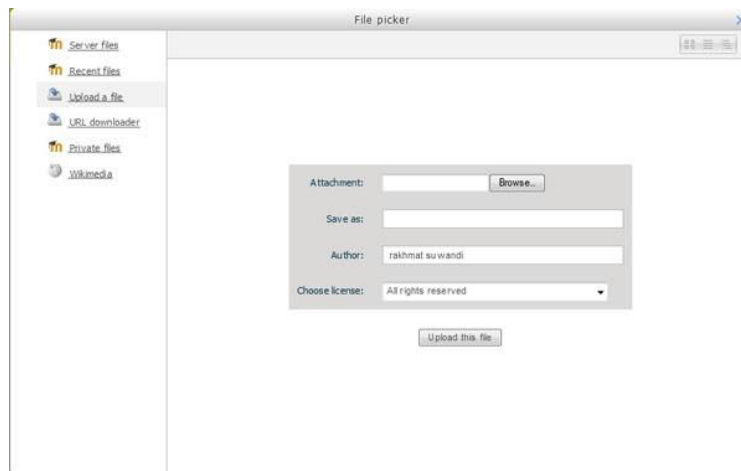 File picker
Server files
Recent files
Upload a file
URL downloader
Private files
Wikimedia
Attachment:
Browse..
Save as:
Author:
rakhmat suwandi
Choose license:
All rights reserved
Upload this file